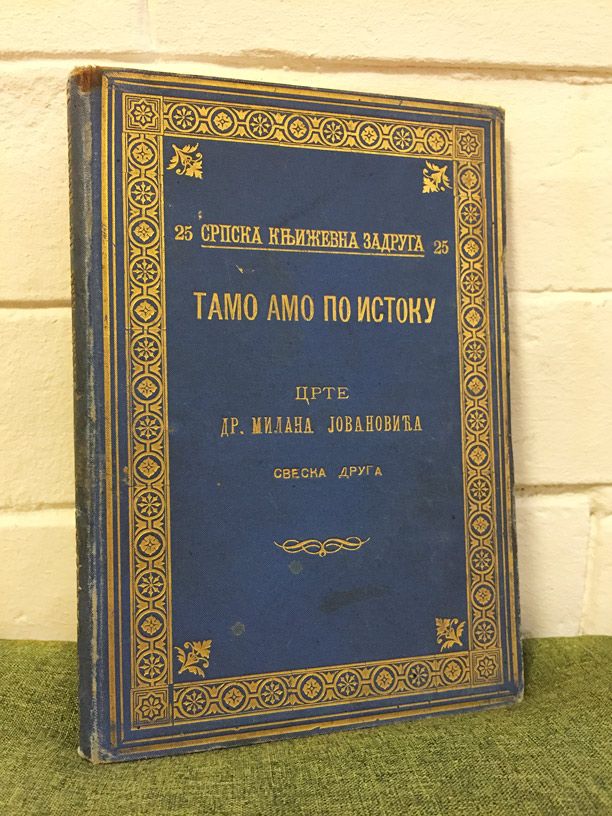 25 СРПСКА КЊИЖЕВНА ЗАДРУГА 25
ТАМО АМО ПО ИСТОКУ
ЦРТЕ
ДР. МИЛАНА ЈОВАНОВИЋА
СВЕСКА ДРУГА